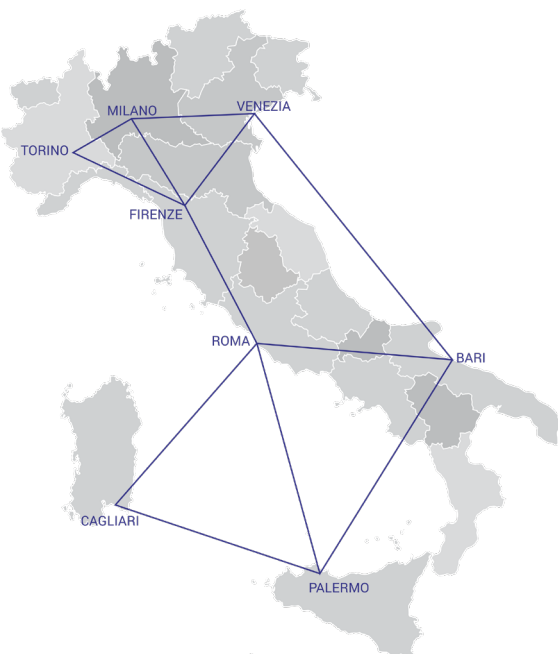 VENEZIA
MILANO
TORINO
FIRENZE
ROMA
BARI
CAGLIARI
PALERMO